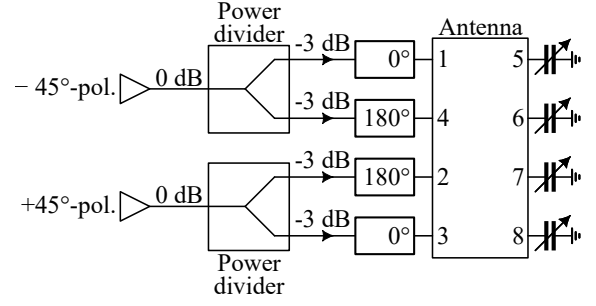 Power
divider
Antenna
-3 dB
0°
1
5
− 45°-pol.
0 dB
-3 dB
180°
4
6
-3 dB
180°
2
7
+45°-pol.
0 dB
-3 dB
0°
3
8
Power
divider